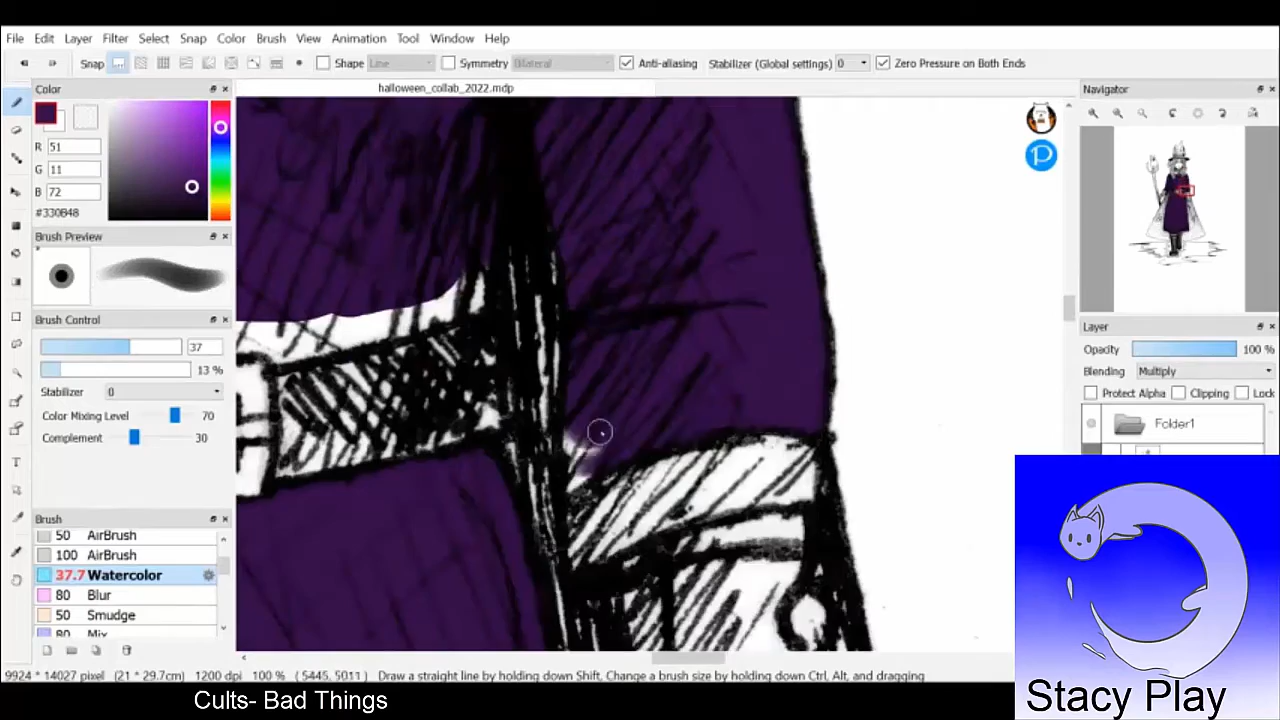 File Edit Layer Filter Select Snap Color Brush View Animation Tool Window Help
Snap Shape Line Symmetry Bilateral Anti-aliasing Stabilizer (Global settings) 0 Zero Pressure on Both Ends
Color
halloween_collab_2022.mdp
Navigator
R 51
G 11
B 72
#330B48
Brush Preview
Brush Control
37
13 %
Stabilizer 0
Color Mixing Level 70
Complement 30
Layer
Opacity 100 %
Blending Multiply
Protect Alpha Clipping Lock
Folder1
Brush
50 AirBrush
100 AirBrush
37.7 Watercolor
80 Blur
50 Smudge
80 Mix
9924 * 14027 pixel (21 * 29.7cm) 1200 dpi 100 % ( 5445, 5011 ) Draw a straight line by holding down Shift, Change a brush size by holding down Ctrl, Alt, and dragging
Cults- Bad Things
Stacy Play